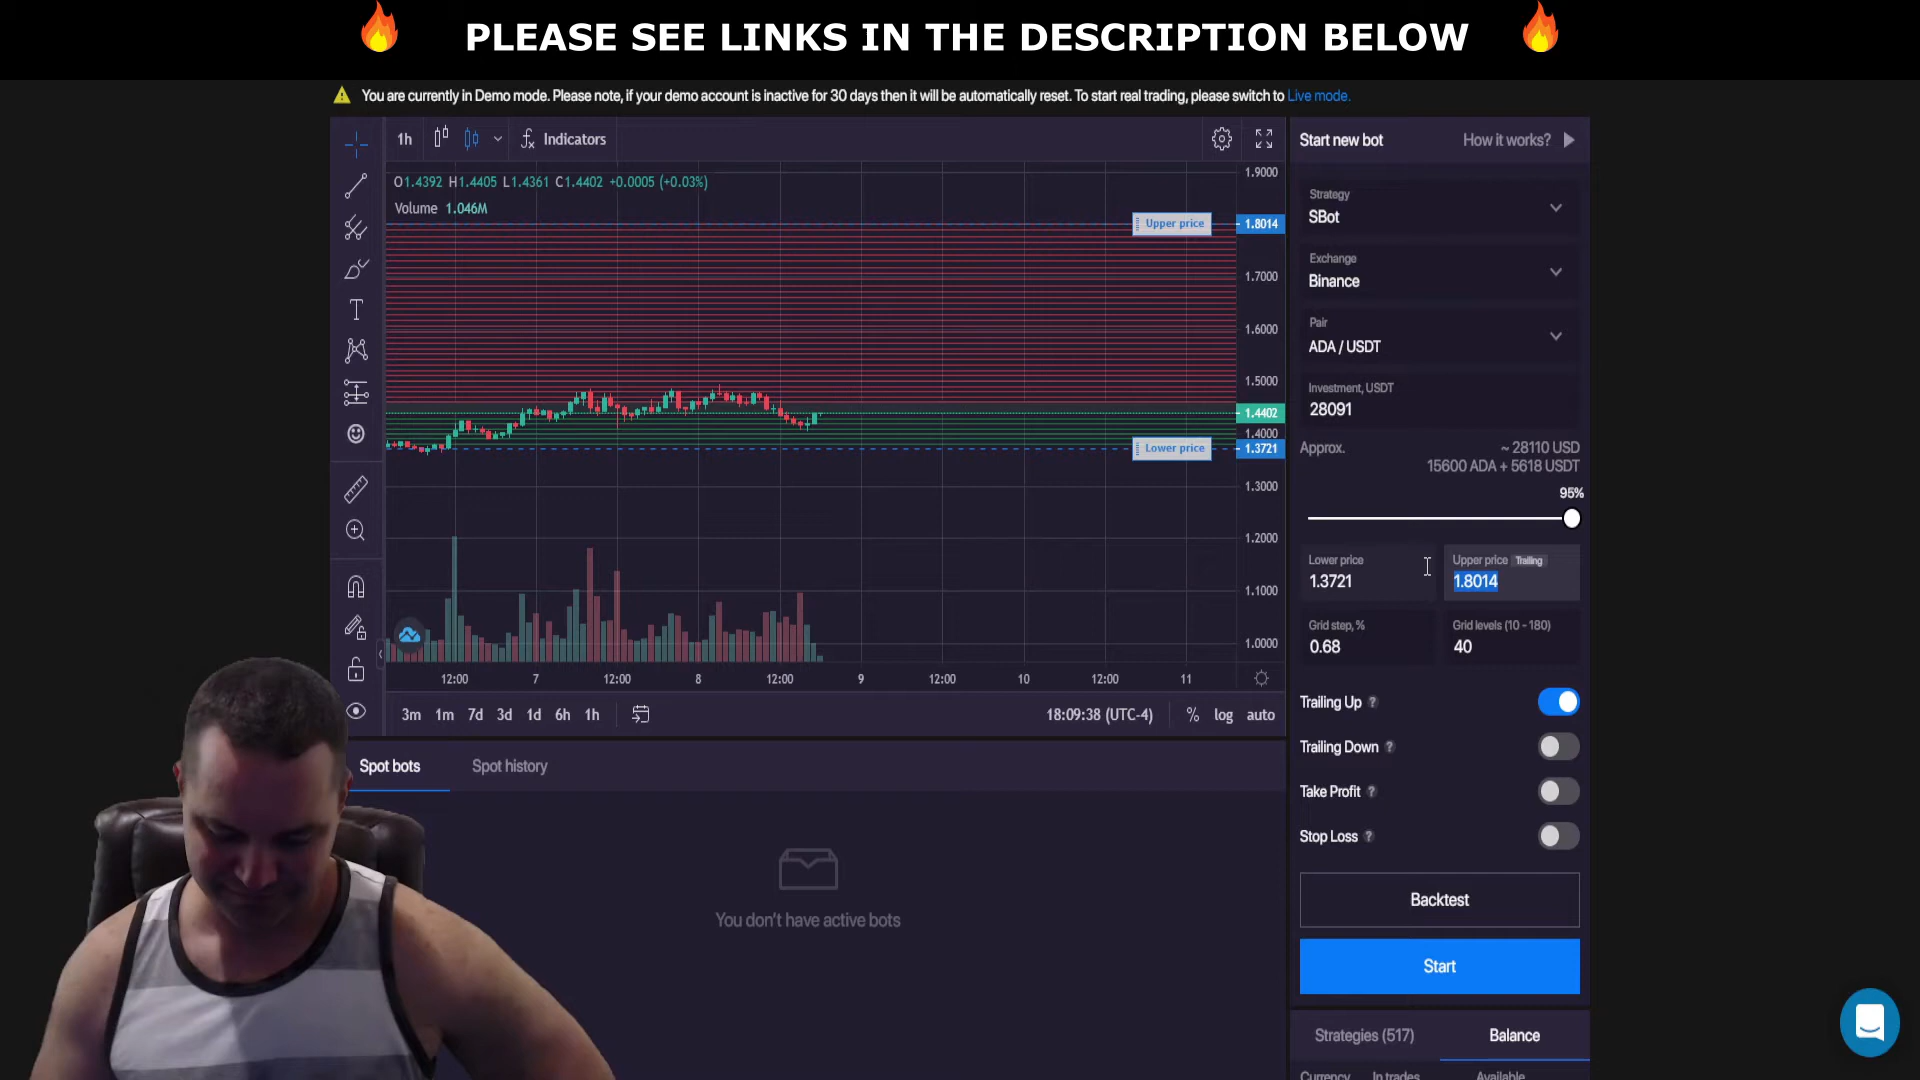 PLEASE SEE LINKS IN THE DESCRIPTION BELOW
You are currently in Demo mode. Please note, if your demo account is inactive for 30 days then it will be automatically reset. To start real trading, please switch to Live mode.
1h
Indicators
O1.4392 H1.4405 L1.4361 C1.4402 +0.0005 (+0.03%)
Volume 1.046M
Upper price
Lower price
1.9000
1.8014
1.7000
1.6000
1.5000
1.4402
1.4000
1.3721
1.3000
1.2000
1.1000
1.0000
12:00 7 12:00 8 12:00 9 12:00 10 12:00 11
3m 1m 7d 3d 1d 6h 1h
18:09:38 (UTC-4) % log auto
Spot bots Spot history
You don't have active bots
Start new bot How it works?
Strategy
SBot
Exchange
Binance
Pair
ADA / USDT
Investment, USDT
28091
Approx. ~ 28110 USD
15600 ADA + 5618 USDT
95%
Lower price
1.3721
Upper price Trailing
1.8014
Grid step, %
0.68
Grid levels (10 - 180)
40
Trailing Up ?
Trailing Down ?
Take Profit ?
Stop Loss ?
Backtest
Start
Strategies (517) Balance
Currency In trades Available